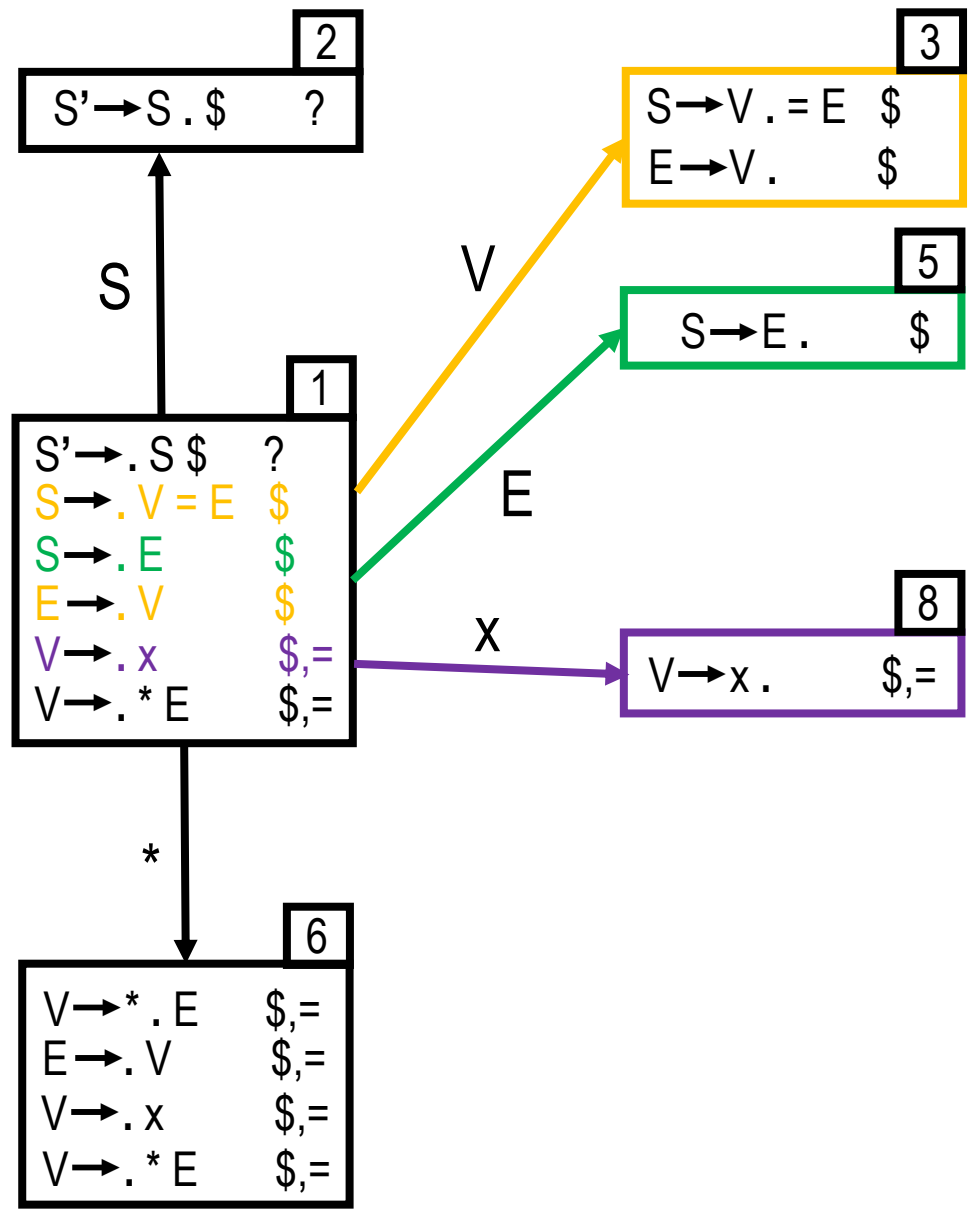 2
S’→S . $ ?
3
S→V . = E $
E→V . $
S
V
5
S→E . $
1
S’→. S $ ?
S→. V = E $
S→. E $
E→. V $
V→. x $,=
V→. * E $,=
E
x
8
V→x . $,=
*
6
V→* . E $,=
E→. V $,=
V→. x $,=
V→. * E $,=